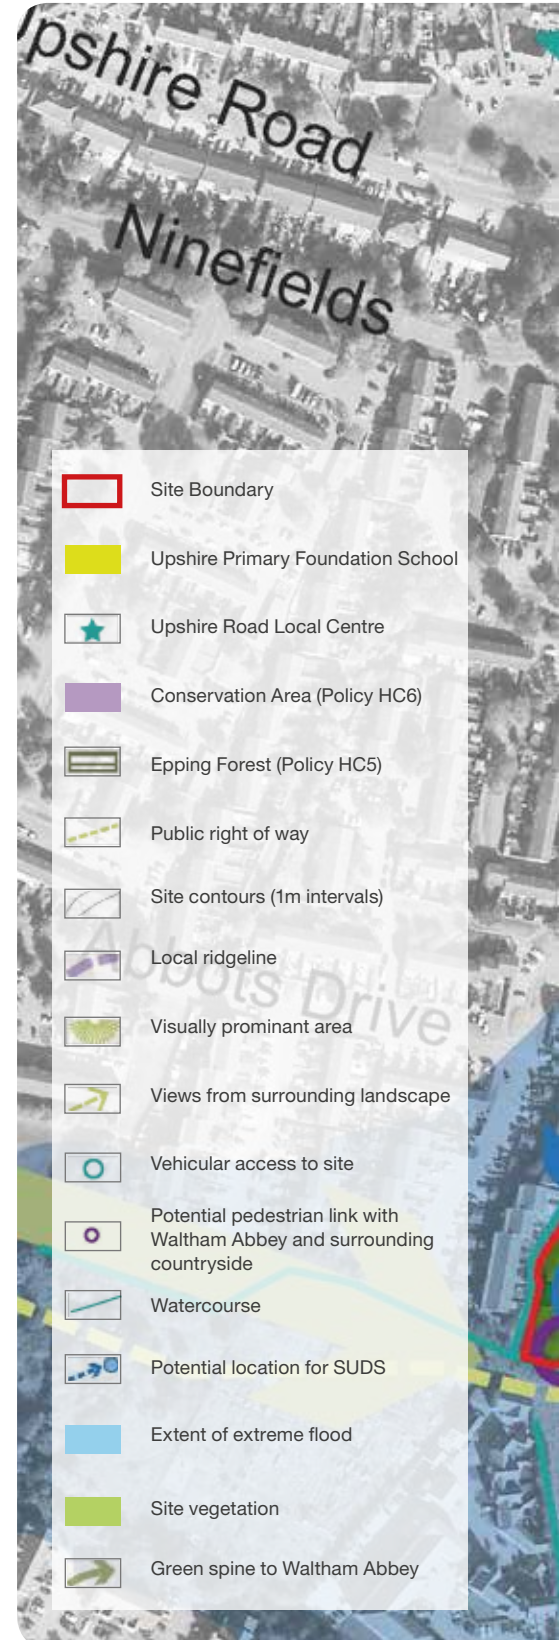 Upshire Road
Ninefields
Site Boundary
Upshire Primary Foundation School
Upshire Road Local Centre
Conservation Area (Policy HC6)
Epping Forest (Policy HC5)
Public right of way
Site contours (1m intervals)
Local ridgeline
Abbots Drive
Visually prominant area
Views from surrounding landscape
Vehicular access to site
Potential pedestrian link with
Waltham Abbey and surrounding
countryside
Watercourse
Potential location for SUDS
Extent of extreme flood
Site vegetation
Green spine to Waltham Abbey